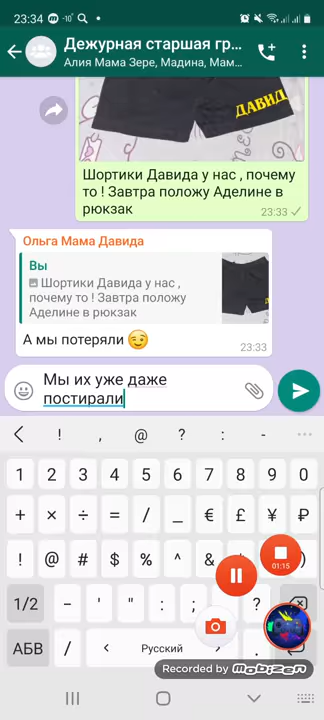 23:34
Дежурная старшая гр...
Алия Мама Зере, Мадина, Мам...
ДАВИД
Шортики Давида у нас , почему
то ! Завтра положу Аделине в
рюкзак
23:33
Ольга Мама Давида
Вы
Шортики Давида у нас ,
почему то ! Завтра положу
Аделине в рюкзак
А мы потеряли 😉
23:33
Мы их уже даже
постирали
! , @ ? : - ...
1 2 3 4 5 6 7 8 9 0
+ × ÷ = / _ € £ ¥ ₽
! @ # $ % ^ & )
01:15
1/2 - ' " : ; ?
АБВ / < Русский > .
Recorded by mobizen